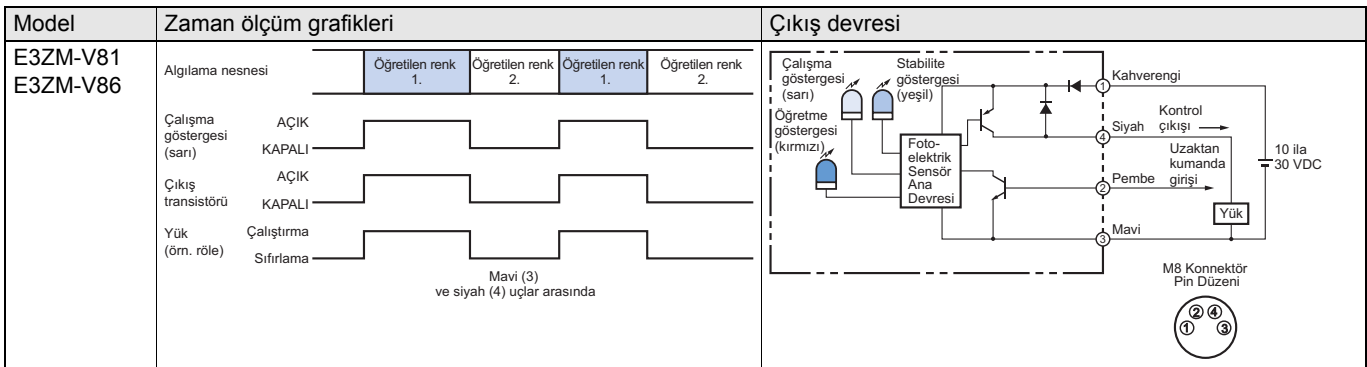 Model
Zaman ölçüm grafikleri
Çıkış devresi
E3ZM-V81
E3ZM-V86
Algılama nesnesi
Öğretilen renk
1.
Öğretilen renk
2.
Öğretilen renk
1.
Öğretilen renk
2.
Çalışma
göstergesi
(sarı)
AÇIK
KAPALI
Çıkış
transistörü
AÇIK
KAPALI
Yük
(örn. röle)
Çalıştırma
Sıfırlama
Mavi (3)
ve siyah (4) uçlar arasında
Çalışma
göstergesi
(sarı)
Stabilite
göstergesi
(yeşil)
Öğretme
göstergesi
(kırmızı)
Foto-
elektrik
Sensör
Ana
Devresi
1
Kahverengi
4
Siyah
Kontrol
çıkışı
Uzaktan
kumanda
girişi
2
Pembe
3
Mavi
Yük
10 ila
30 VDC
M8 Konnektör
Pin Düzeni
2 4
1 3